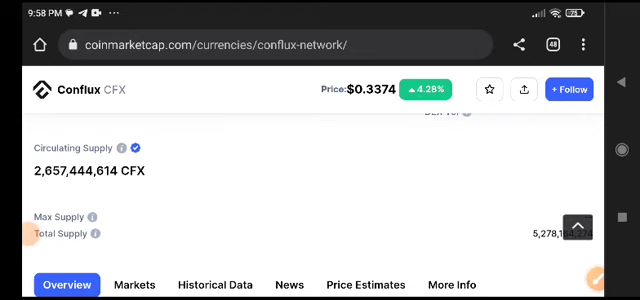 9:58 PM
75
coinmarketcap.com/currencies/conflux-network/
48
Conflux CFX
Price:$0.3374
4.28%
+ Follow
Circulating Supply
2,657,444,614 CFX
Max Supply
Total Supply
Overview Markets Historical Data News Price Estimates More Info